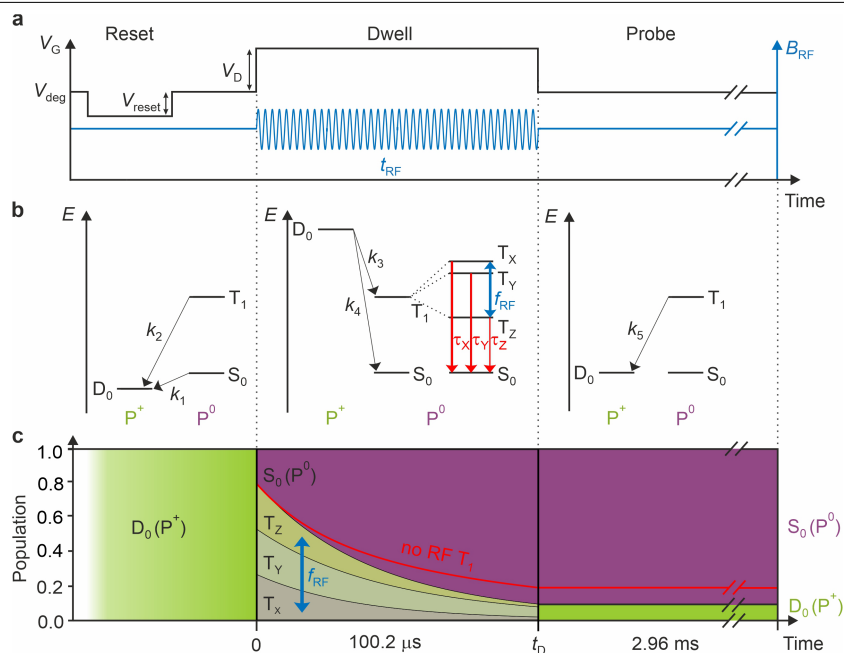 a
Reset Dwell Probe
V_G B_RF
V_D
V_deg
V_reset
t_RF
Time
b
E E E
D_0 T_X
k_3 T_Y
T_1 k_4 f_RF T_1
k_2 T_1 T_Z k_5
τ_X τ_Y τ_Z
D_0 k_1 S_0 S_0 S_0 D_0 S_0
P^+ P^0 P^+ P^0 P^+ P^0
c
Population
1.0
0.8
0.6
0.4
0.2
0.0
D_0(P^+)
S_0(P^0)
T_Z
T_Y
T_X
f_RF
no RF T_1
S_0(P^0)
D_0(P^+)
0 100.2 µs t_D 2.96 ms Time